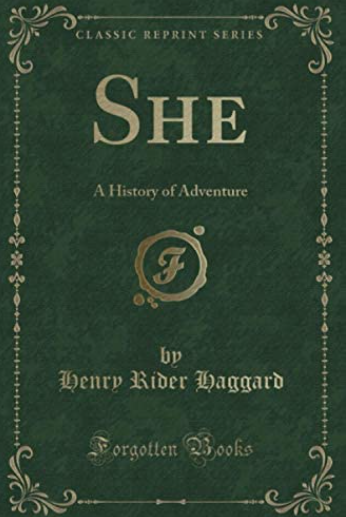 CLASSIC REPRINT SERIES
SHE
A History of Adventure
F
by
Henry Rider Haggard
Forgotten Books